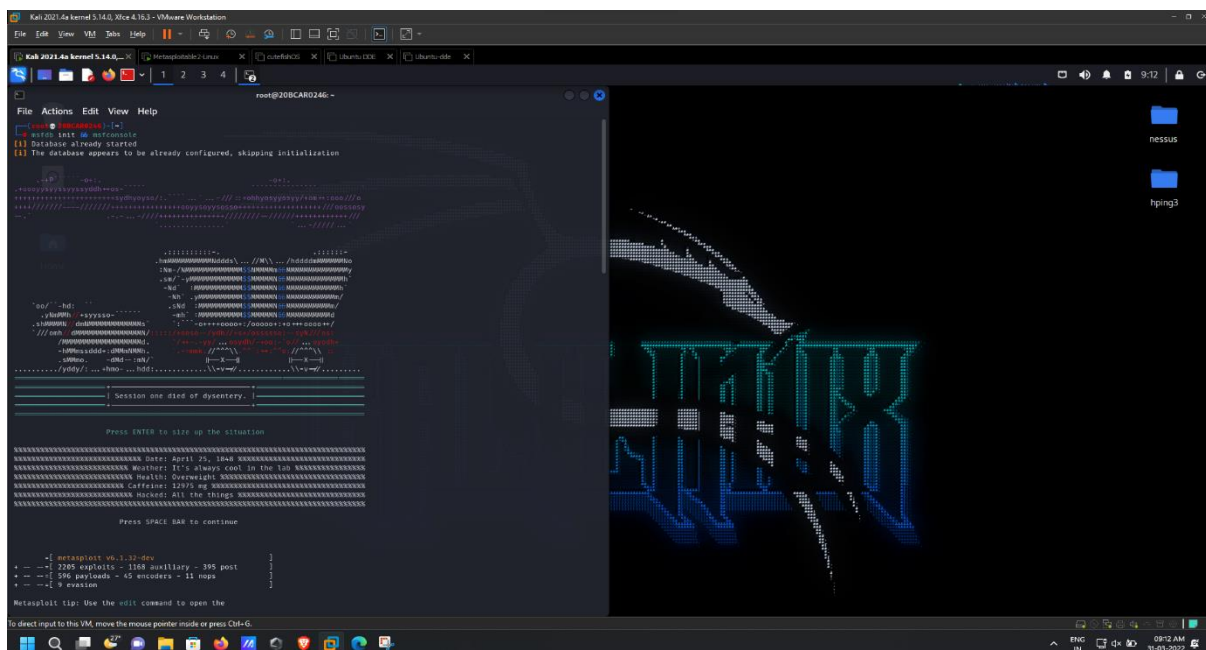 Kali 2021.4a kernel 5.14.0, Xfce 4.16.3 - VMware Workstation
File Edit View VM Tabs Help
Kali 2021.4a kernel 5.14.0,... Metasploitable2-Linux cutefishOS Ubuntu DDE Ubuntu-dde
1 2 3 4 9:12
root@20BCAR0246: ~
File Actions Edit View Help
msfdb init && msfconsole
[i] Database already started
[i] The database appears to be already configured, skipping initialization
nessus
hping3
Session one died of dysentery.
Press ENTER to size up the situation
Date: April 25, 1848
Weather: It's always cool in the lab
Health: Overweight
Caffeine: 12975 mg
Hacked: All the things
Press SPACE BAR to continue
=[ metasploit v6.1.32-dev ]
+ -- --=[ 2205 exploits - 1168 auxiliary - 395 post ]
+ -- --=[ 596 payloads - 45 encoders - 11 nops ]
+ -- --=[ 9 evasion ]
Metasploit tip: Use the edit command to open the
To direct input to this VM, move the mouse pointer inside or press Ctrl+G.
27°
ENG
IN
09:12 AM
31-03-2022